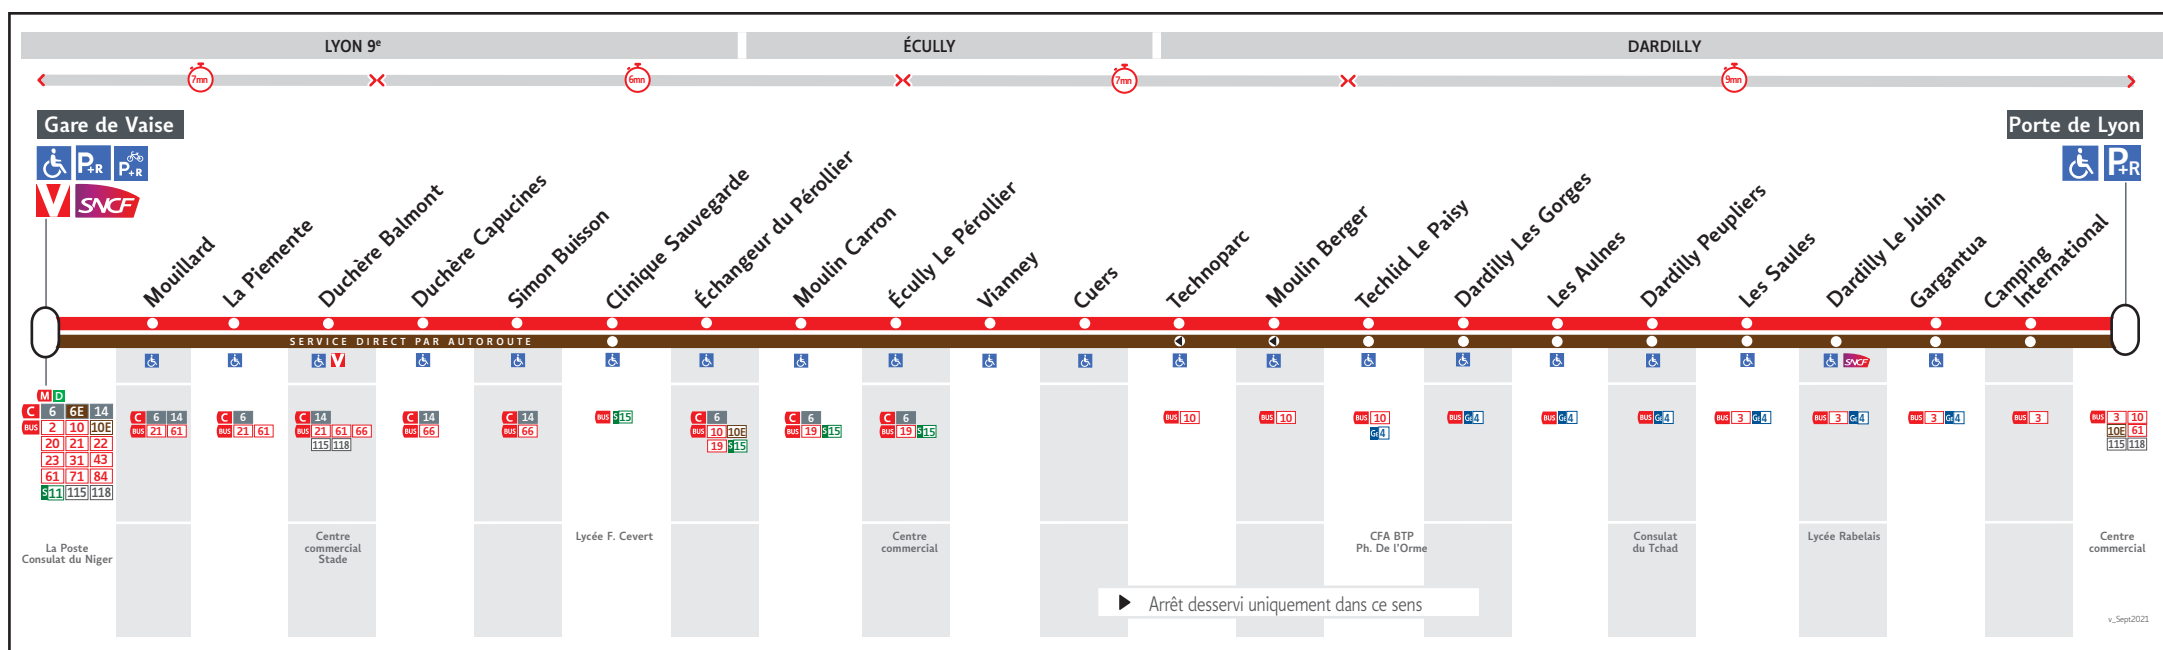 LYON 9e
ÉCULLY
DARDILLY
7mn
6mn
7mn
9mn
Gare de Vaise
P+R
P+R
V
SNCF
Porte de Lyon
P+R
Mouillard
La Piemente
Duchère Balmont
Duchère Capucines
Simon Buisson
Clinique Sauvegarde
Échangeur du Pérollier
Moulin Carron
Écully Le Pérollier
Vianney
Cuers
Technoparc
Moulin Berger
Techlid Le Paisy
Dardilly Les Gorges
Les Aulnes
Dardilly Peupliers
Les Saules
Dardilly Le Jubin
Gargantua
Camping
International
SERVICE DIRECT PAR AUTOROUTE
V
SNCF
M D
C 6 6E 14
BUS 2 10 10E
20 21 22
23 31 43
61 71 84
S11 115 118
C 6 14
BUS 21 61
C 6
BUS 21 61
C 14
BUS 21 61 66
115 118
C 14
BUS 66
C 14
BUS 66
BUS S15
C 6
BUS 10 10E
19 S15
C 6
BUS 19 S15
C 6
BUS 19 S15
BUS 10
BUS 10
BUS 10
GE4
BUS GE4
BUS GE4
BUS GE4
BUS 3 GE4
BUS 3 GE4
BUS 3 GE4
BUS 3
BUS 3 10
10E 61
115 118
La Poste
Consulat du Niger
Centre
commercial
Stade
Lycée F. Cevert
Centre
commercial
CFA BTP
Ph. De l'Orme
Consulat
du Tchad
Lycée Rabelais
Centre
commercial
Arrêt desservi uniquement dans ce sens
v_Sept2021